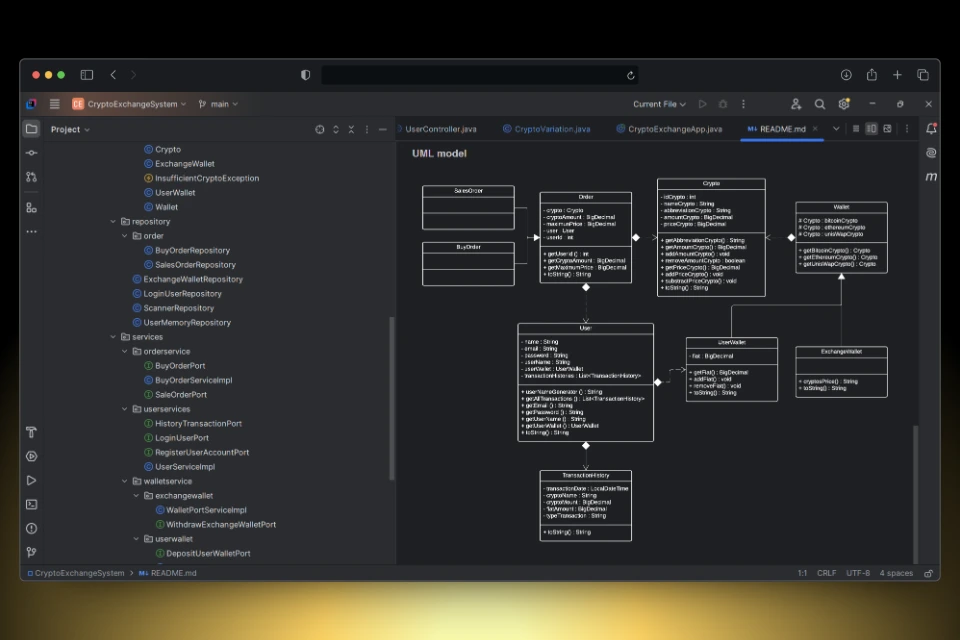 CE CryptoExchangeSystem main Current File
Project UserController.java CryptoVariation.java CryptoExchangeApp.java M↓ README.md
Crypto
ExchangeWallet
InsufficientCryptoException
UserWallet
Wallet
repository
order
BuyOrderRepository
SalesOrderRepository
ExchangeWalletRepository
LoginUserRepository
ScannerRepository
UserMemoryRepository
services
orderservice
BuyOrderPort
BuyOrderServiceImpl
SaleOrderPort
userservices
HistoryTransactionPort
LoginUserPort
RegisterUserAccountPort
UserServiceImpl
walletservice
exchangewallet
WalletPortServiceImpl
WithdrawExchangeWalletPort
userwallet
DepositUserWalletPort
UML model
SalesOrder
BuyOrder
Order
- crypto : Crypto
- cryptoAmount : BigDecimal
- maximumPrice : BigDecimal
- user : User
- userId : int
+ getUserId () : int
+ getCryptoAmount : BigDecimal
+ getMaximumPrice : BigDecimal
+ toString() : String
Crypto
- idCrypto : int
- nameCrypto : String
- abbreviationCrypto : String
- amountCrypto : BigDecimal
- priceCrypto : BigDecimal
+ getAbbreviationCrypto() : String
+ getAmountCrypto() : BigDecimal
+ addAmountCrypto() : void
+ removeAmountCrypto : boolean
+ getPriceCrypto() : BigDecimal
+ addPriceCrypto() : void
+ substractPriceCrypto() : void
+ toString() : String
Wallet
# Crypto : bitcoinCrypto
# Crypto : ethereumCrypto
# Crypto : uniswapCrypto
+ getBitcoinCrypto() : Crypto
+ getEthereumCrypto() : Crypto
+ getUniswapCrypto() : Crypto
User
- name : String
- email : String
- password : String
- userName : String
- userWallet : UserWallet
- transactionHistories : List<TransactionHistory>
+ userNameGenerator () : String
+ getAllTransactions () : List<TransactionHistory>
+ getEmail () : String
+ getPassword () : String
+ getUserName () : String
+ getUserWallet () : UserWallet
+ toString() : String
UserWallet
- fiat : BigDecimal
+ getFiat() : BigDecimal
+ addFiat() : void
+ removeFiat() : void
+ toString() : String
ExchangeWallet
+ cryptosPrice() : String
+ toString() : String
TransactionHistory
- transactionDate : LocalDateTime
- cryptoName : String
- cryptoMount : BigDecimal
- fiatAmount : BigDecimal
- typeTransaction : String
+ toString() : String
CryptoExchangeSystem > M↓ README.md 1:1 CRLF UTF-8 4 spaces